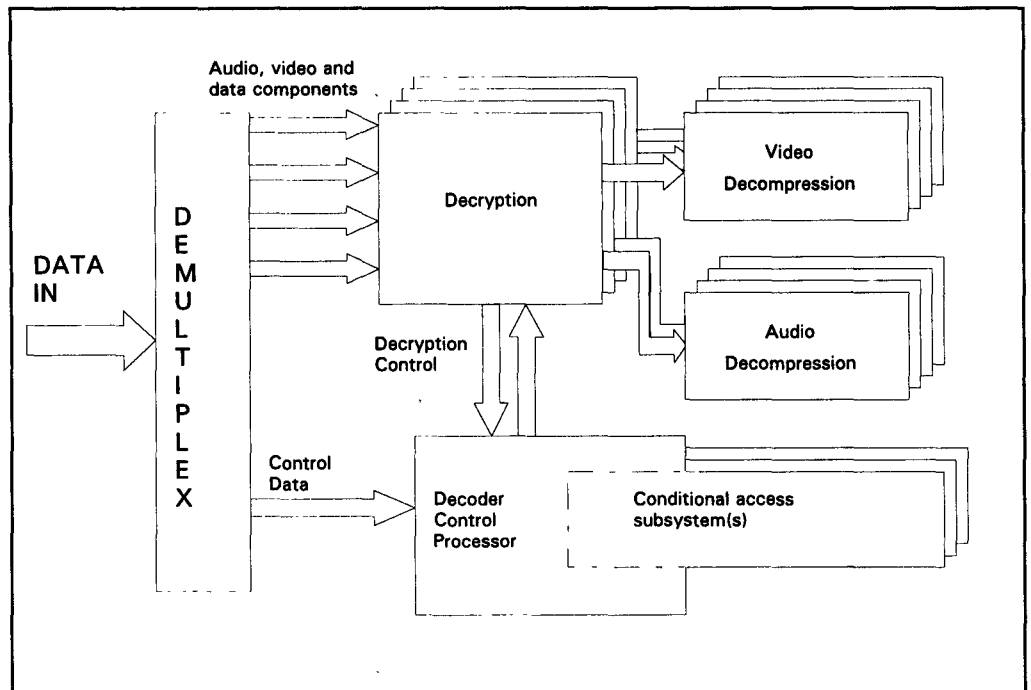 Audio, video and
data components
DATA
IN
DEMULTIPLEX
Decryption
Video
Decompression
Audio
Decompression
Decryption
Control
Control
Data
Decoder
Control
Processor
Conditional access
subsystem(s)